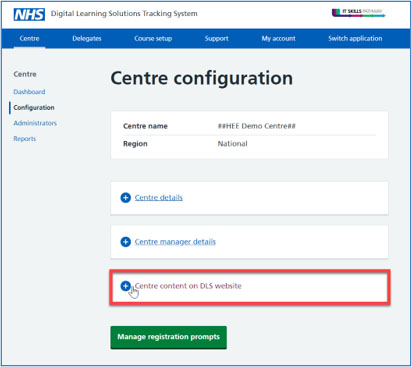 NHS Digital Learning Solutions Tracking System
IT SKILLS PATHWAY
Centre Delegates Course setup Support My account Switch application
Centre
Dashboard
Configuration
Administrators
Reports
Centre configuration
Centre name ##HEE Demo Centre##
Region National
Centre details
Centre manager details
Centre content on DLS website
Manage registration prompts